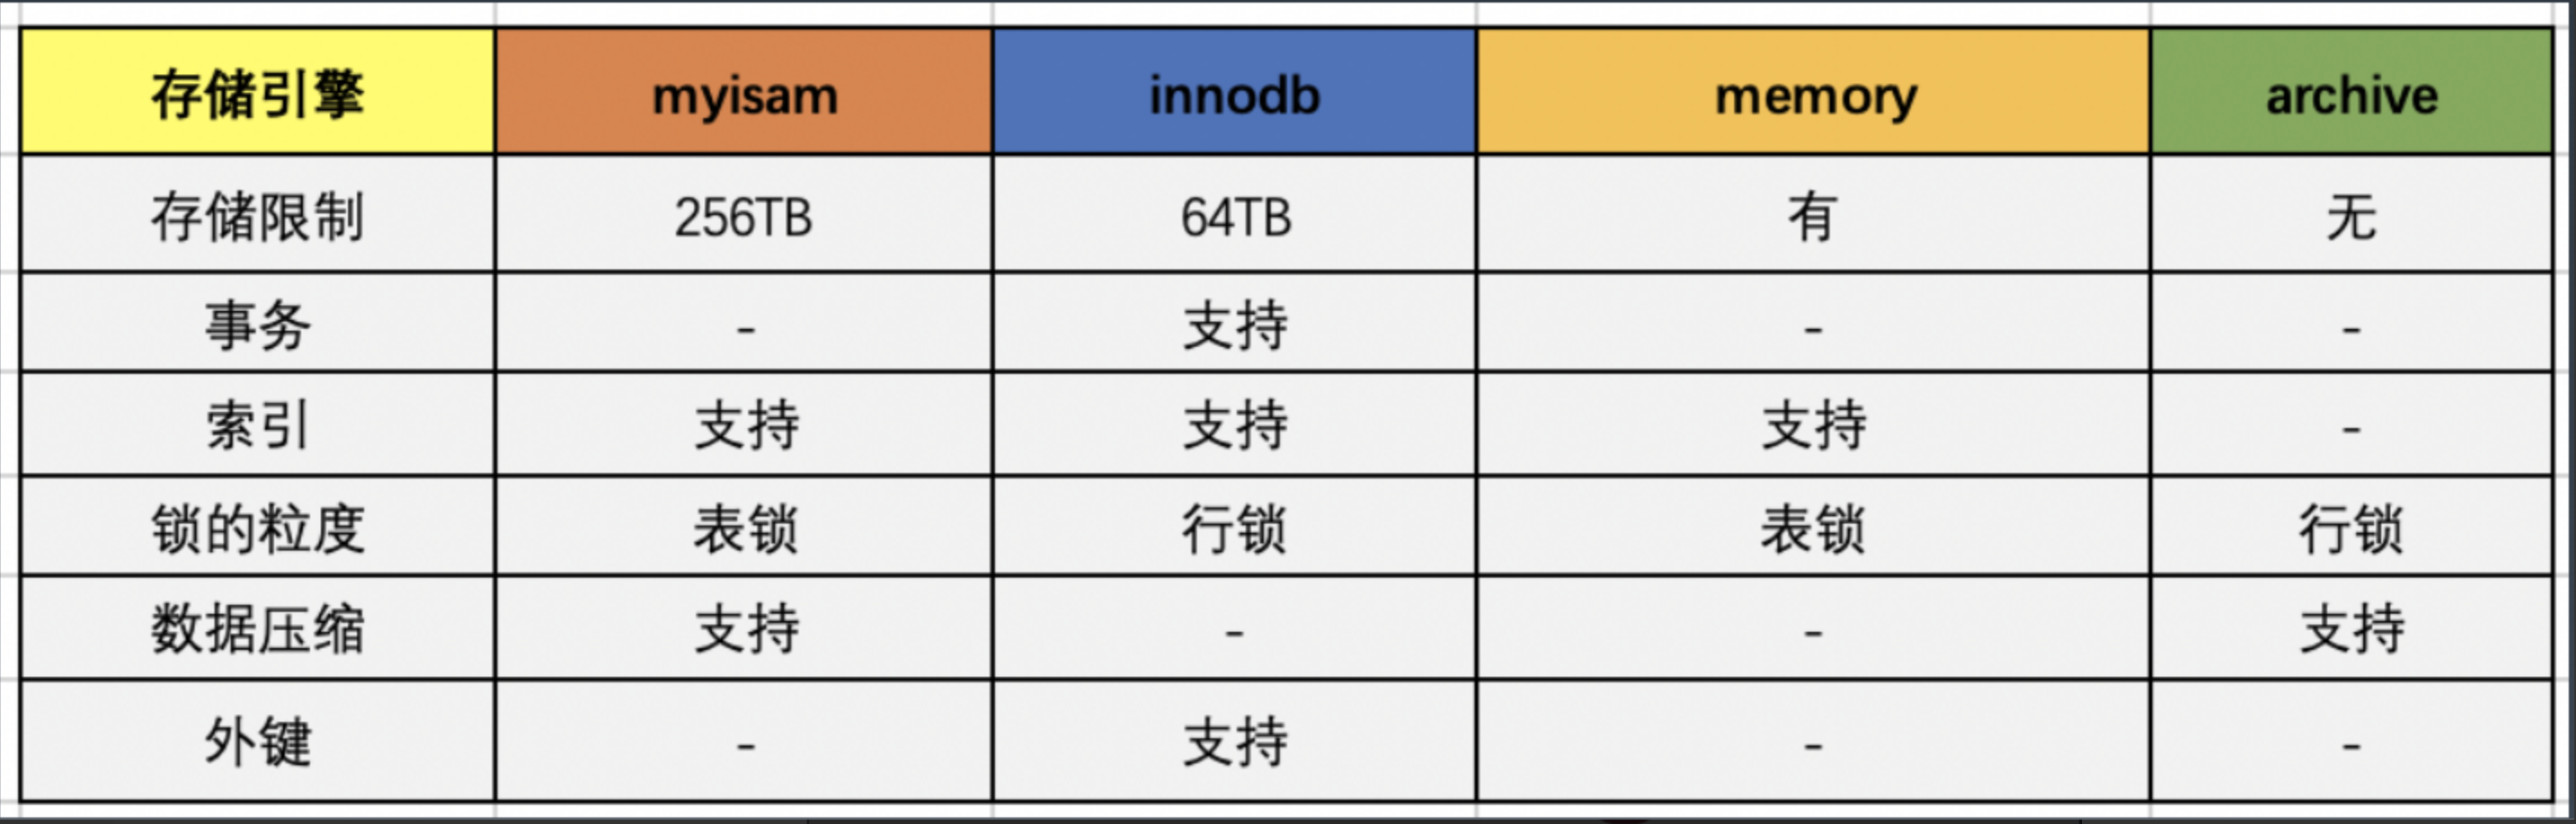 存储引擎 myisam innodb memory archive
存储限制 256TB 64TB 有 无
事务 - 支持 - -
索引 支持 支持 支持 -
锁的粒度 表锁 行锁 表锁 行锁
数据压缩 支持 - - 支持
外键 - 支持 - -